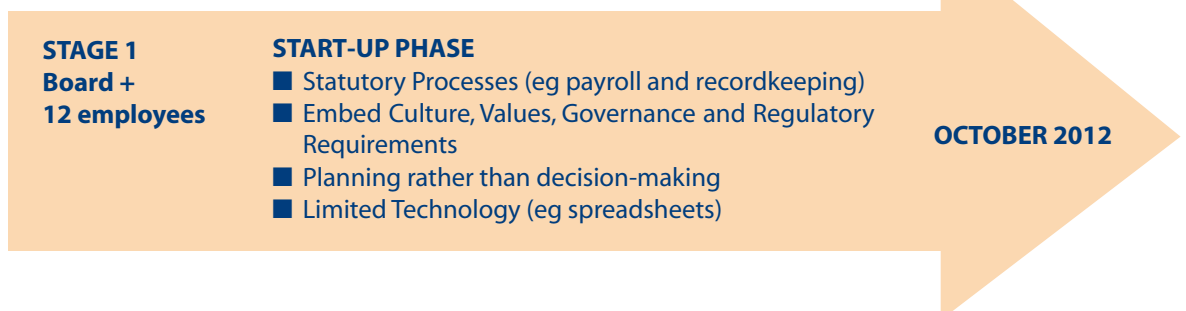 STAGE 1
Board +
12 employees
START-UP PHASE
■ Statutory Processes (eg payroll and recordkeeping)
■ Embed Culture, Values, Governance and Regulatory
Requirements
■ Planning rather than decision-making
■ Limited Technology (eg spreadsheets)
OCTOBER 2012